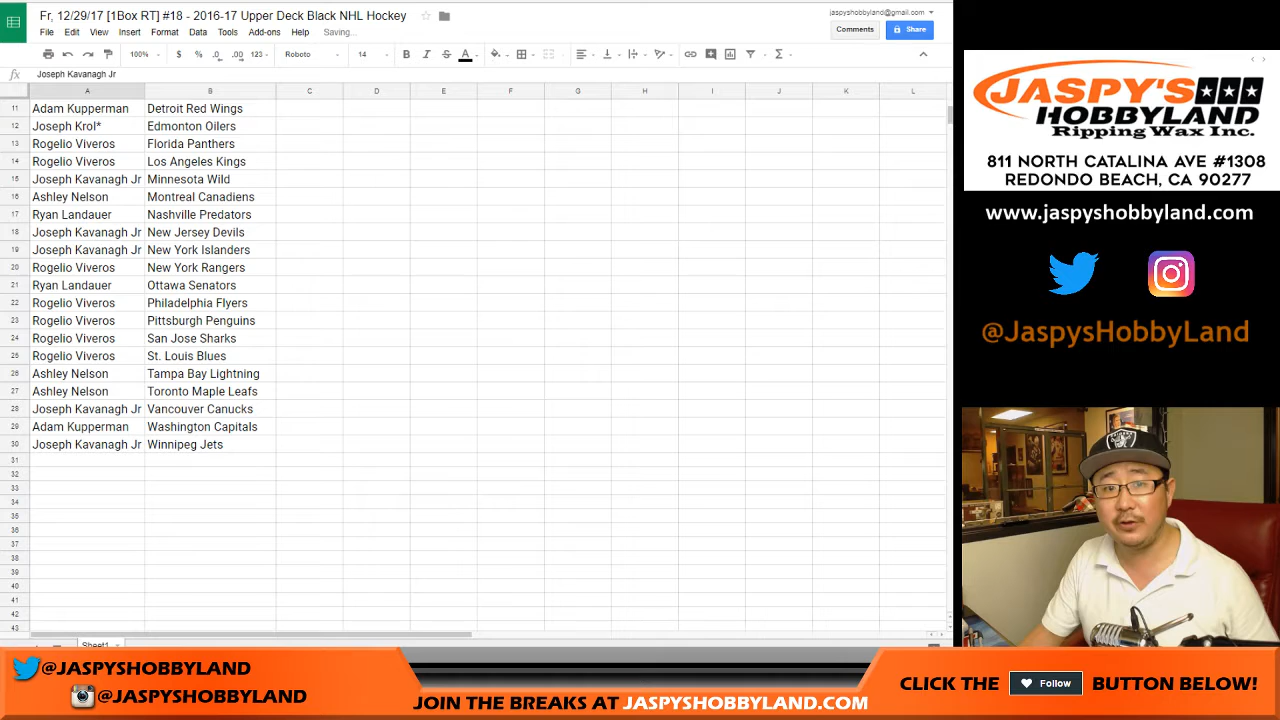 Fr, 12/29/17 [1Box RT] #18 - 2016-17 Upper Deck Black NHL Hockey
jaspyshobbyland@gmail.com
File Edit View Insert Format Data Tools Add-ons Help Saving...
Comments
Share
100% $ % .0 .00 123 Roboto 14 B I S A
fx Joseph Kavanagh Jr
A B C D E F G H I J K L
11 Adam Kupperman Detroit Red Wings
12 Joseph Krol* Edmonton Oilers
13 Rogelio Viveros Florida Panthers
14 Rogelio Viveros Los Angeles Kings
15 Joseph Kavanagh Jr Minnesota Wild
16 Ashley Nelson Montreal Canadiens
17 Ryan Landauer Nashville Predators
18 Joseph Kavanagh Jr New Jersey Devils
19 Joseph Kavanagh Jr New York Islanders
20 Rogelio Viveros New York Rangers
21 Ryan Landauer Ottawa Senators
22 Rogelio Viveros Philadelphia Flyers
23 Rogelio Viveros Pittsburgh Penguins
24 Rogelio Viveros San Jose Sharks
25 Rogelio Viveros St. Louis Blues
26 Ashley Nelson Tampa Bay Lightning
27 Ashley Nelson Toronto Maple Leafs
28 Joseph Kavanagh Jr Vancouver Canucks
29 Adam Kupperman Washington Capitals
30 Joseph Kavanagh Jr Winnipeg Jets
31
32
33
34
35
36
37
38
39
40
41
42
43
Sheet1
JASPY'S
HOBBYLAND
Ripping Wax Inc.
811 NORTH CATALINA AVE #1308
REDONDO BEACH, CA 90277
www.jaspyshobbyland.com
@JaspysHobbyLand
@JASPYSHOBBYLAND
@JASPYSHOBBYLAND
JOIN THE BREAKS AT JASPYSHOBBYLAND.COM
CLICK THE Follow BUTTON BELOW!